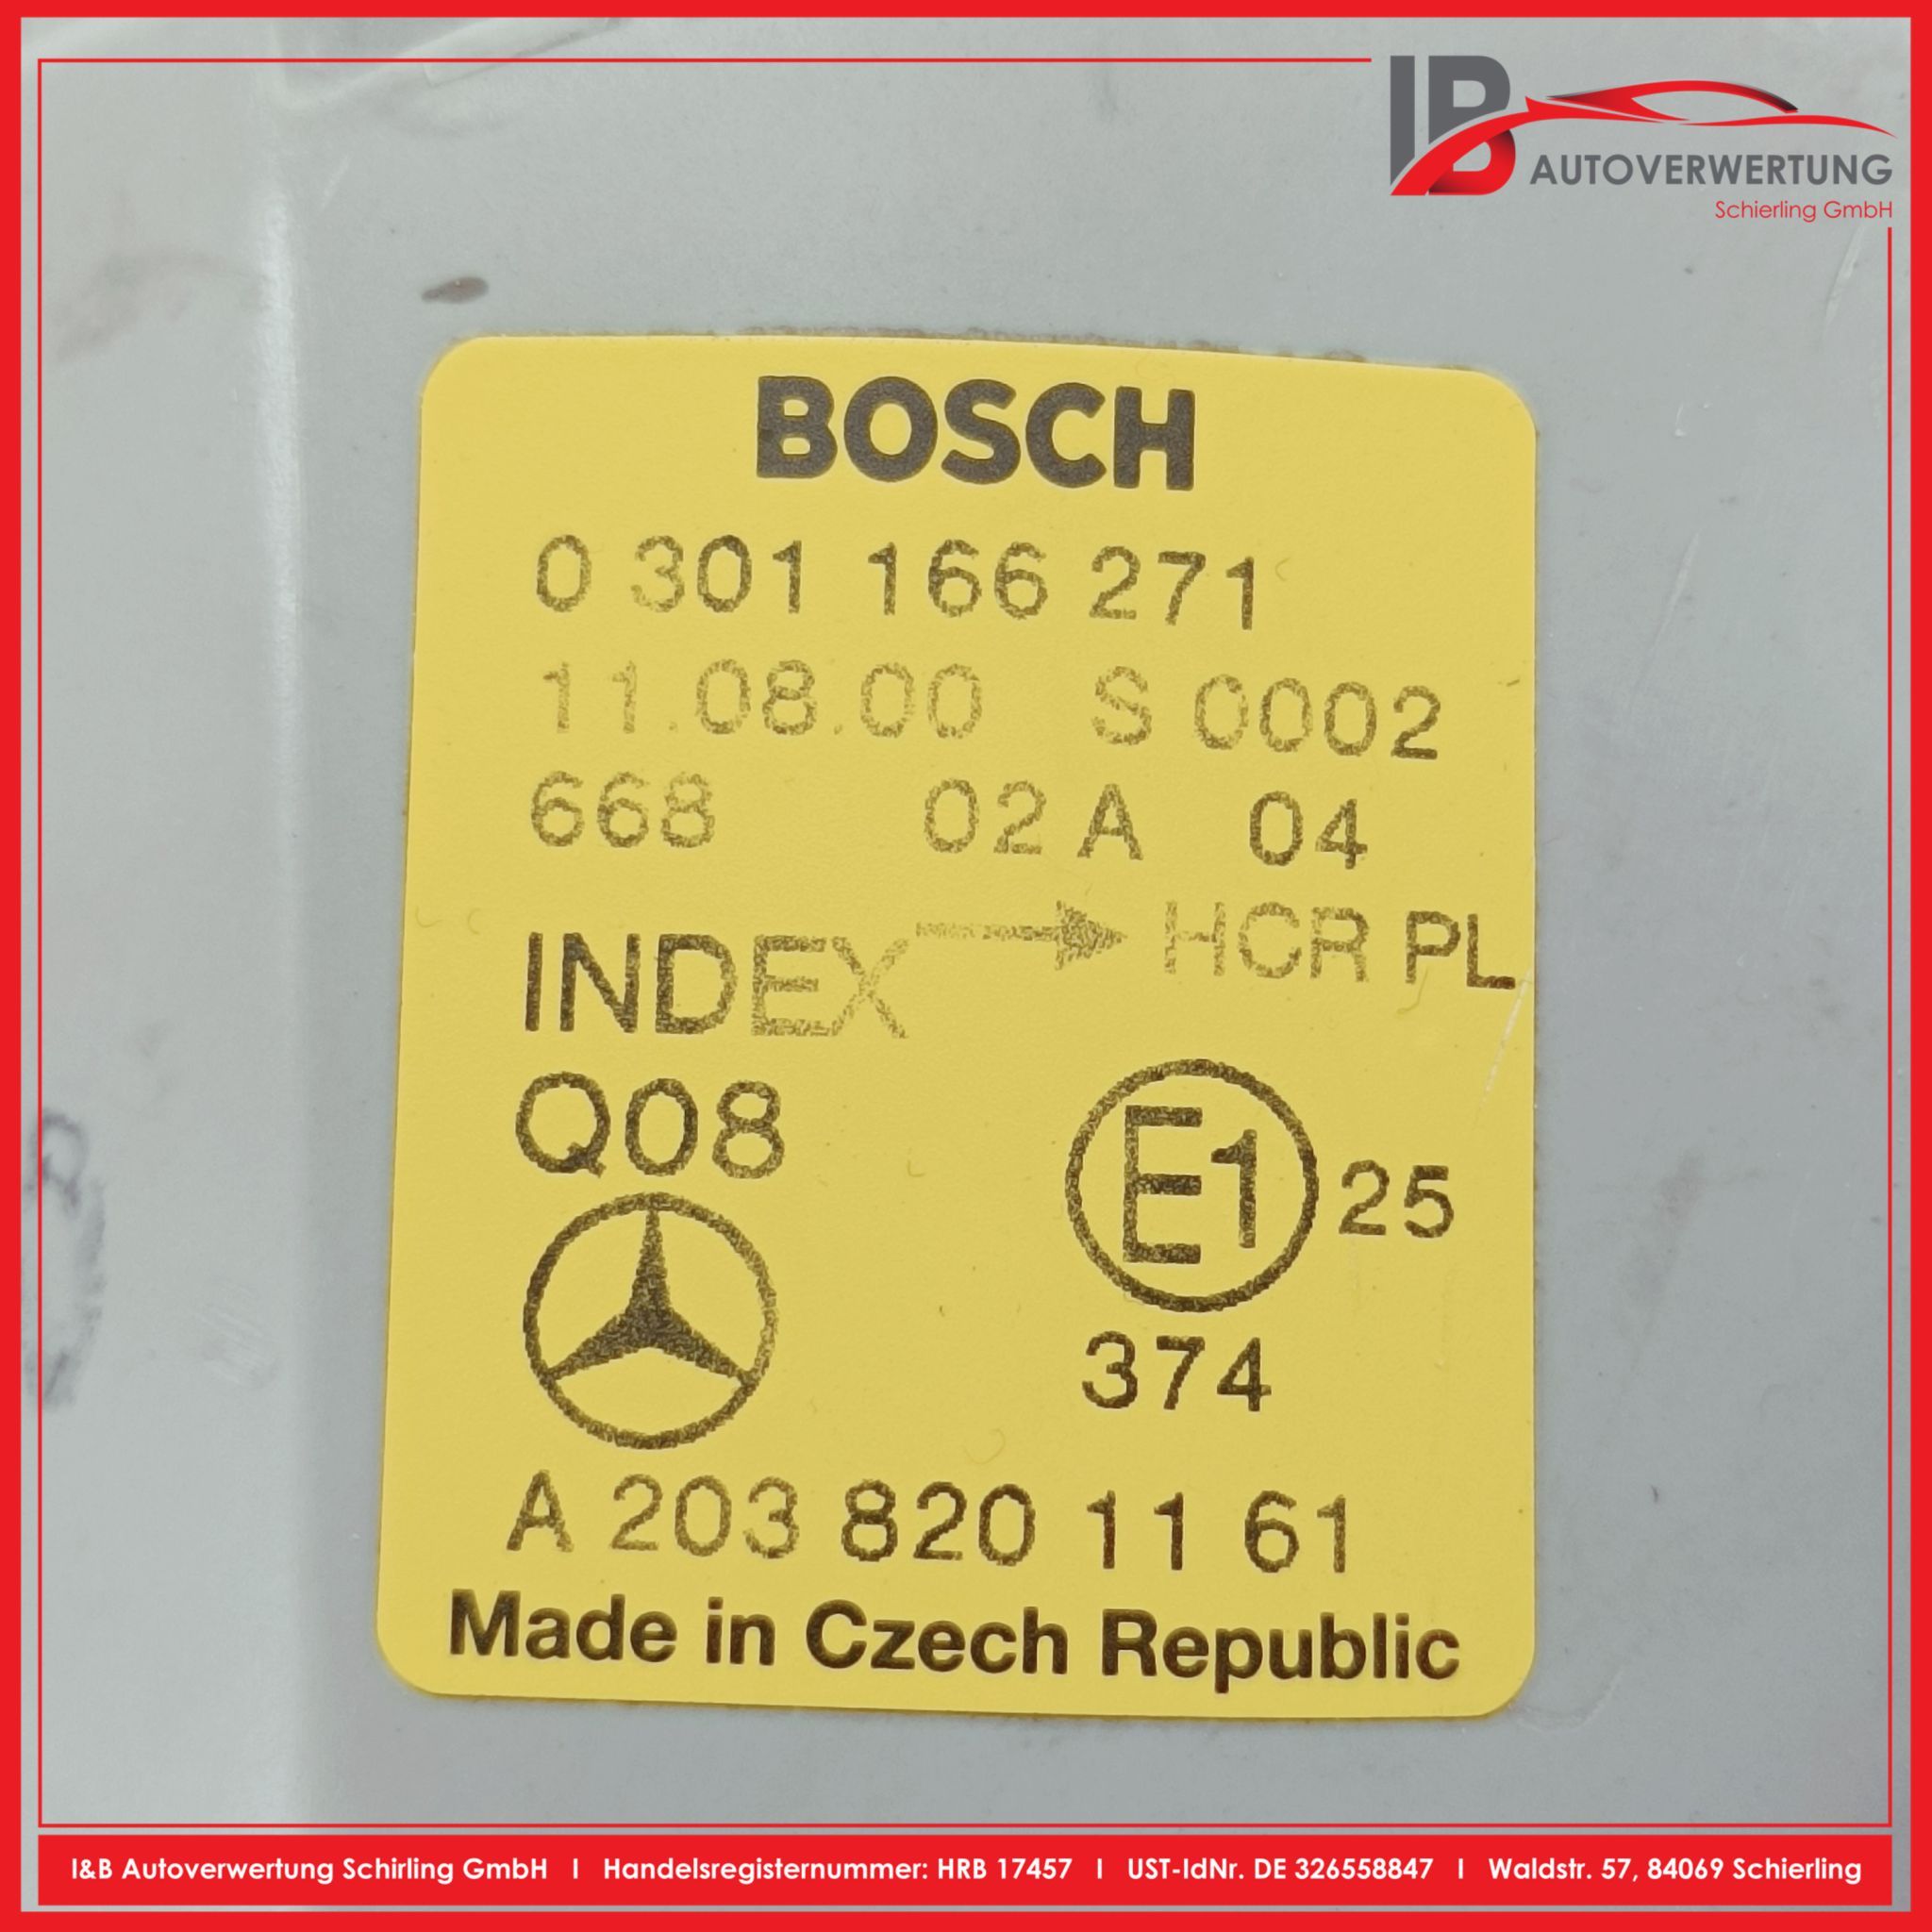 IB AUTOVERWERTUNG
Schierling GmbH
BOSCH
0 301 166 271
11.08.00 S 0002
668 02 A 04
INDEX → HCR PL
Q08
E1 25
374
A 203 820 11 61
Made in Czech Republic
I&B Autoverwertung Schirling GmbH I Handelsregisternummer: HRB 17457 I UST-IdNr. DE 326558847 I Waldstr. 57, 84069 Schierling